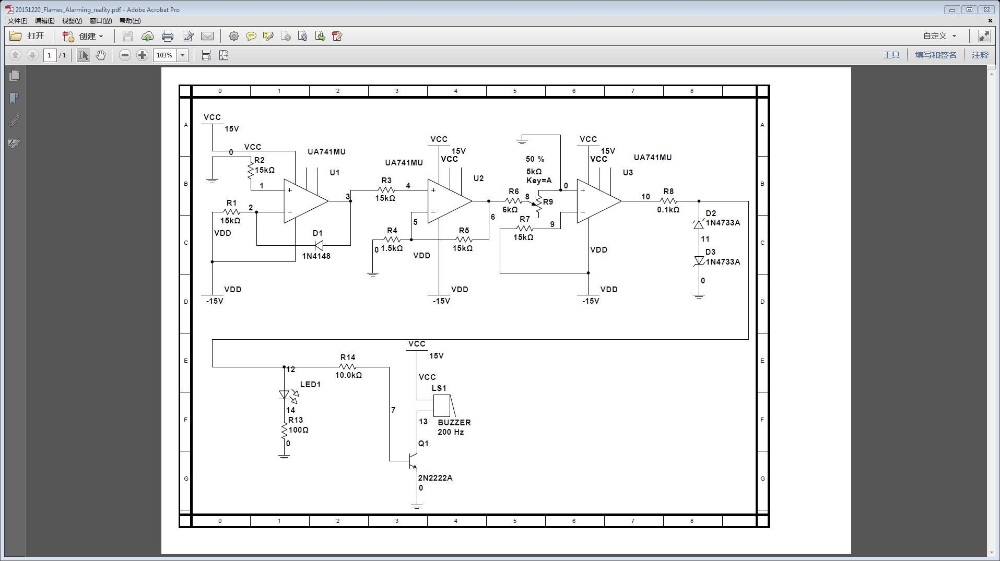 20151220_Flames_Alarming_reality.pdf - Adobe Acrobat Pro
文件(F) 编辑(E) 视图(V) 窗口(W) 帮助(H)
打开 创建 自定义
1 / 1 103% 工具 填写和签名 注释
0 1 2 3 4 5 6 7 8
A A
B B
C C
D D
E E
F F
G G
VCC
15V
VCC
0
R2
15kΩ
1
UA741MU
U1
R1
15kΩ
2
VDD
D1
1N4148
3
VDD
-15V
R3
15kΩ
4
UA741MU
VCC
15V
VCC
U2
5
R4
1.5kΩ
0
R5
15kΩ
6
VDD
VDD
-15V
50 %
5kΩ
Key=A
R6
6kΩ
8
R9
0
R7
15kΩ
9
VCC
15V
VCC
UA741MU
U3
VDD
VDD
-15V
10
R8
0.1kΩ
D2
1N4733A
11
D3
1N4733A
0
12
LED1
14
R13
100Ω
0
R14
10.0kΩ
7
VCC
15V
VCC
LS1
BUZZER
200 Hz
13
Q1
2N2222A
0
0 1 2 3 4 5 6 7 8